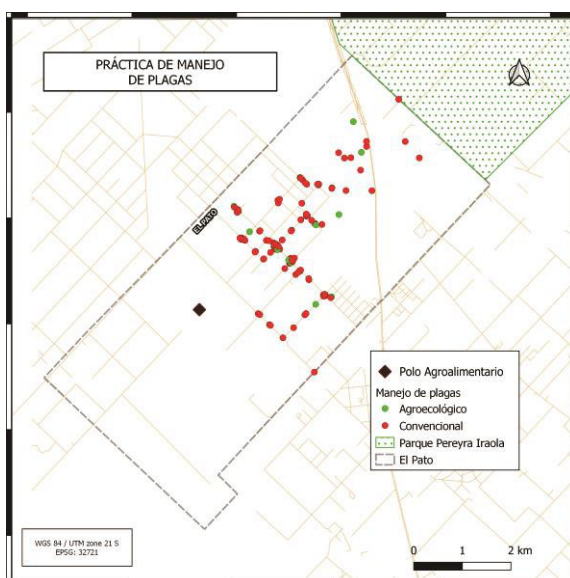 PRÁCTICA DE MANEJO
DE PLAGAS
EL PATO
Polo Agroalimentario
Manejo de plagas
Agroecológico
Convencional
Parque Pereyra Iraola
El Pato
WGS 84 / UTM zone 21 S
EPSG: 32721
0 1 2 km